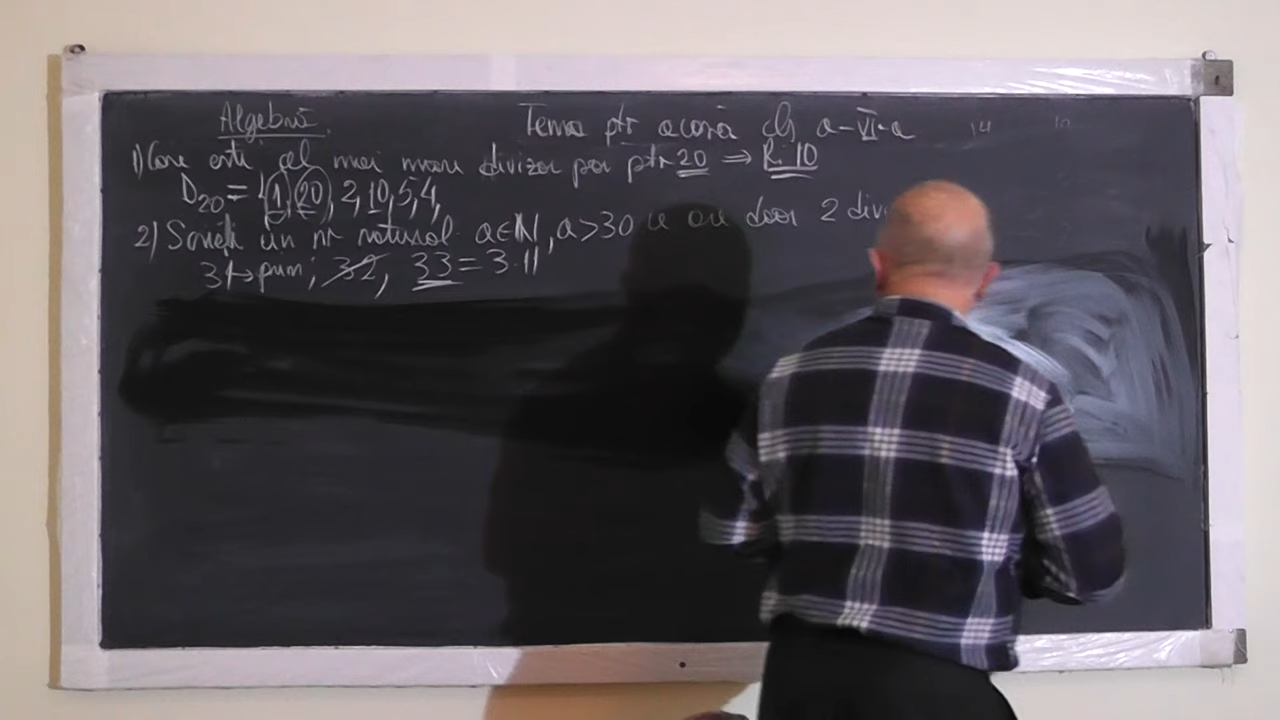 Algebră
Tema ptr acasă cls a-VI-a 14
1) Care este cel mai mare divizor par ptr 20 ⇒ R: 10
D20 = {1, 20, 2, 10, 5, 4,
2) Scrieți un nr natural a∈ℕ, a>30 ce are doar 2 div
31→prim; 32, 33=3·11